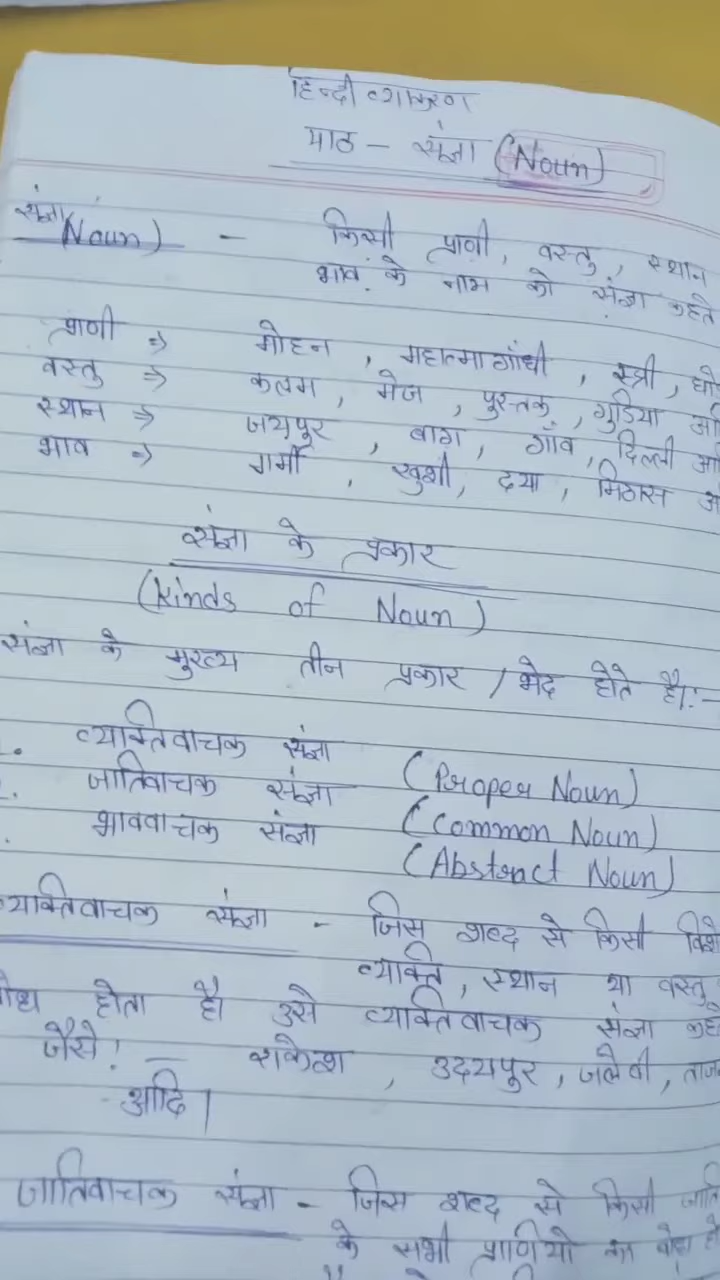 हिन्दी व्याकरण
पाठ - संज्ञा (Noun)
संज्ञा (Noun) - किसी प्राणी, वस्तु, स्थान
भाव के नाम को संज्ञा कहते
प्राणी ⇒ मोहन, महात्मा गाँधी, स्त्री,
वस्तु ⇒ कलम, मेज, पुस्तक, गुडिया
स्थान ⇒ जयपुर, बाग, गाँव, दिल्ली
भाव ⇒ गर्मी, खुशी, दया, मिठास
संज्ञा के प्रकार
(Kinds of Noun)
संज्ञा के मुख्य तीन प्रकार / भेद होते है। :-
व्यक्तिवाचक संज्ञा (Proper Noun)
जातिवाचक संज्ञा (Common Noun)
भाववाचक संज्ञा (Abstract Noun)
व्यक्तिवाचक संज्ञा - जिस शब्द से किसी
व्यक्ति, स्थान या वस्तु
होता है। उसे व्यक्तिवाचक संज्ञा
जैसे! - राकेश, उदयपुर, जलेबी,
आदि।
जातिवाचक संज्ञा - जिस शब्द से किसी
के सभी प्राणियो का बोध